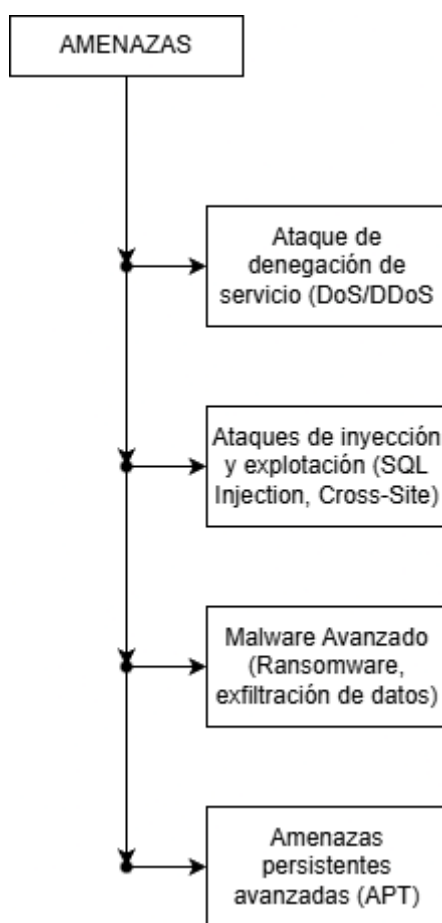 AMENAZAS
Ataque de
denegación de
servicio (DoS/DDoS
Ataques de inyección
y explotación (SQL
Injection, Cross-Site)
Malware Avanzado
(Ransomware,
exfiltración de datos)
Amenazas
persistentes
avanzadas (APT)